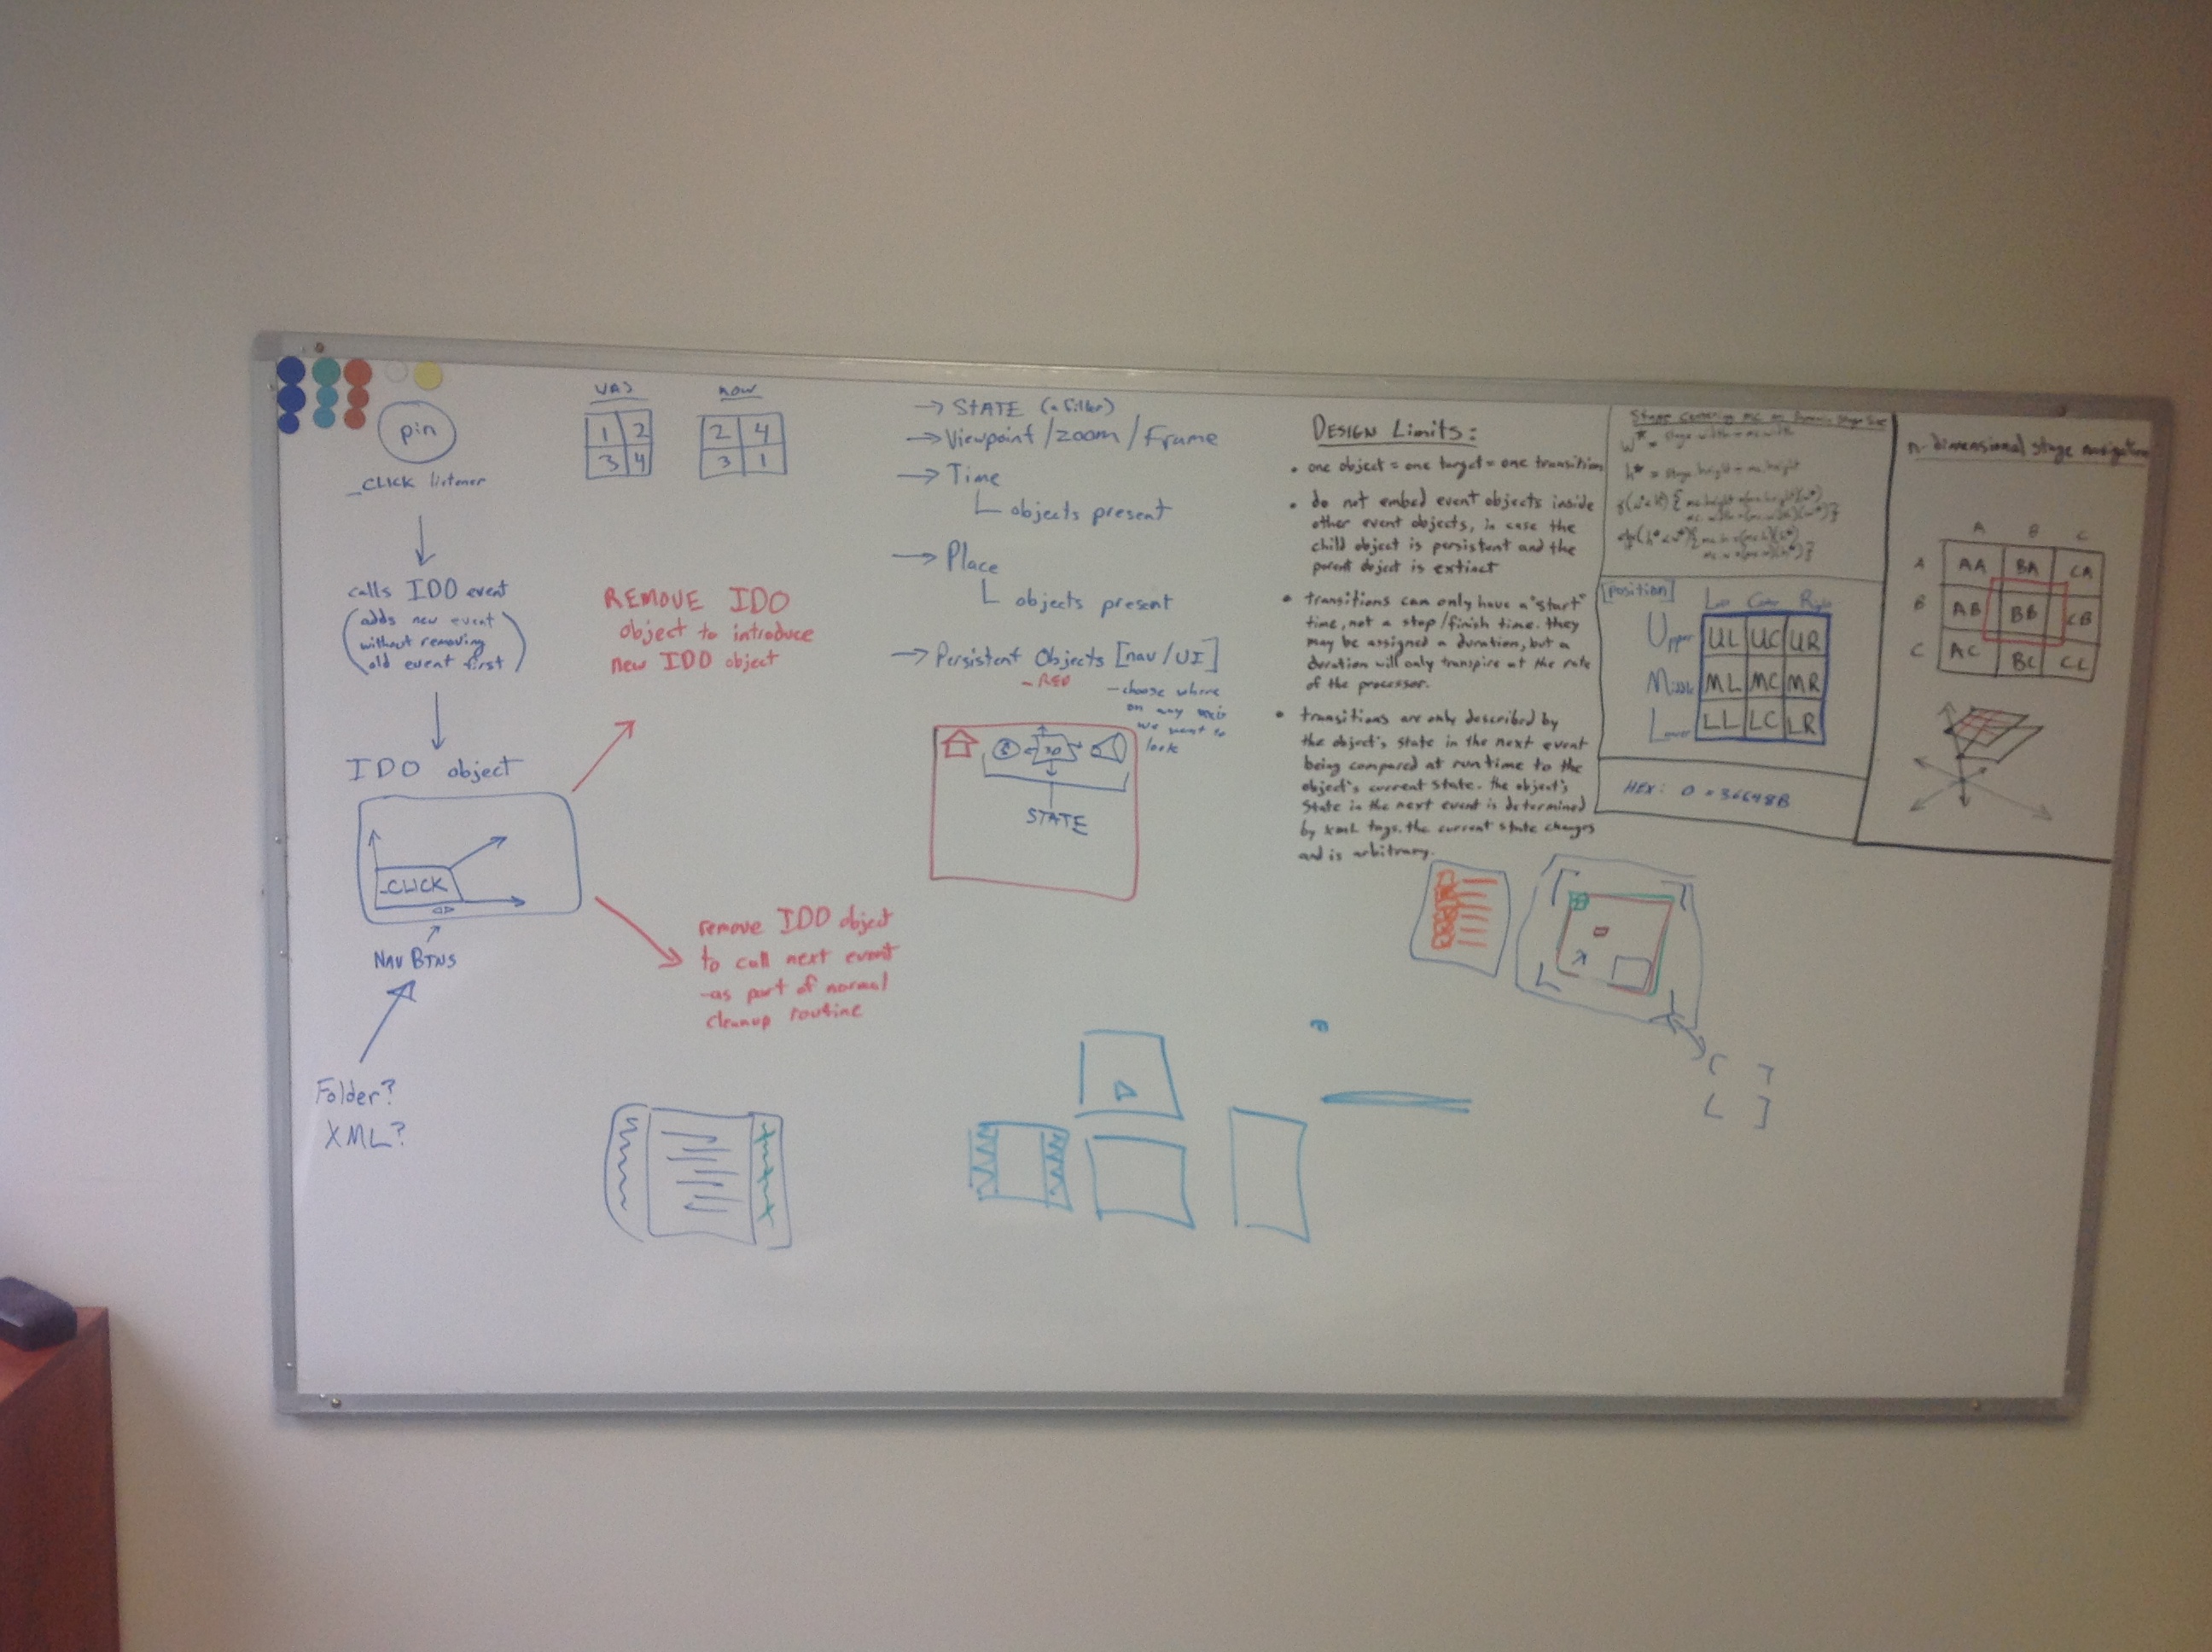 pin
_CLICK listener
calls IDO event
(adds new event
without removing
old event first)
IDO object
_CLICK
NAV BTNS
Folder?
XML?
WAS
1 2
3 4
NOW
2 4
3 1
REMOVE IDO
object to introduce
new IDO object
remove IDO object
to call next event
-as part of normal
cleanup routine
→ STATE (a filter)
→ Viewpoint/zoom/Frame
→ Time
objects present
→ Place
objects present
→ Persistent Objects [nav/UI]
-choose where
on any axis
we want to
look
STATE
DESIGN Limits:
• one object = one target = one transition
• do not embed event objects inside
other event objects, in case the
child object is persistent and the
parent object is extinct
• transitions can only have a "start"
time, not a stop/finish time. they
may be assigned a duration, but a
duration will only transpire at the rate
of the processor.
• transitions are only described by
the object's state in the next event
being compared at runtime to the
object's current state. the object's
state in the next event is determined
by xml tags. the current state changes
and is arbitrary.
[position]
Left Center Right
Upper UL UC UR
Middle ML MC MR
Lower LL LC LR
HEX: 0x36648B
n-dimensional stage navigation
A B C
A AA BA CA
B AB BB CB
C AC BC CC